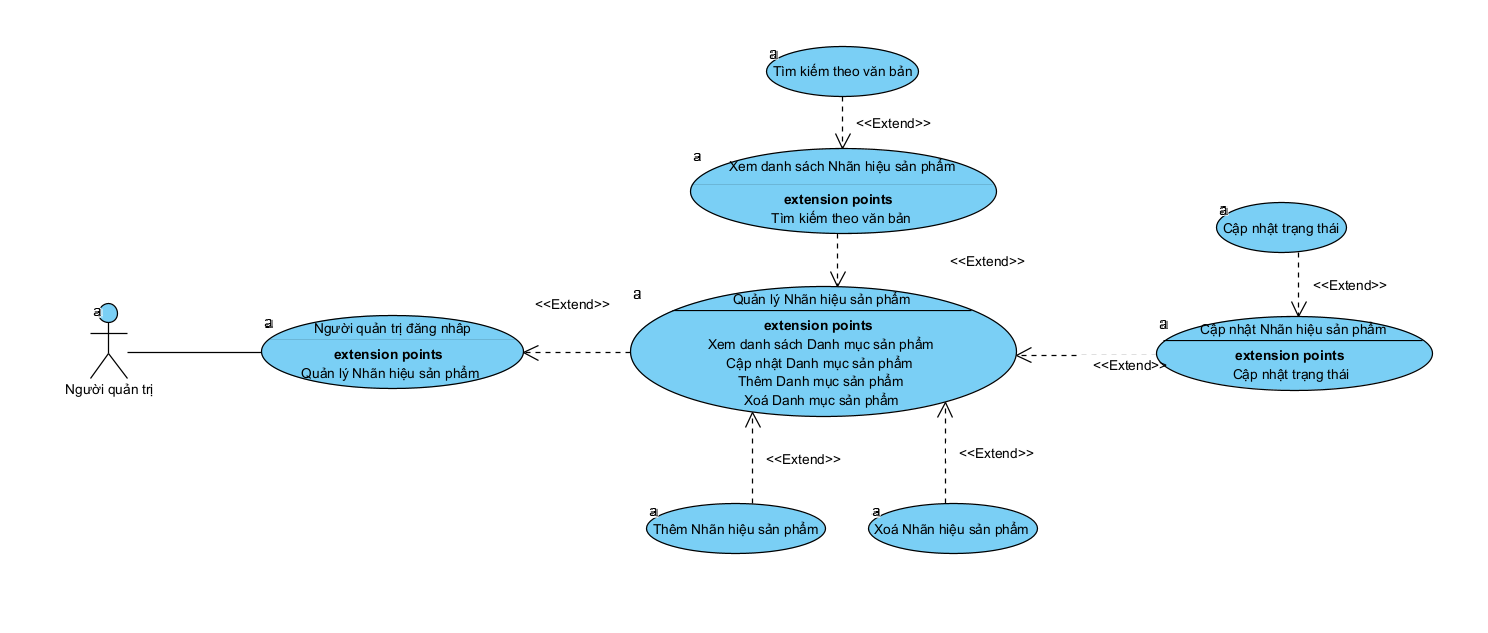 a
Tìm kiếm theo văn bản
<<Extend>>
a
Xem danh sách Nhãn hiệu sản phẩm
extension points
Tìm kiếm theo văn bản
a
Cập nhật trạng thái
<<Extend>>
<<Extend>>
a
Người quản trị
a
Người quản trị đăng nhâp
extension points
Quản lý Nhãn hiệu sản phẩm
<<Extend>>
a
Quản lý Nhãn hiệu sản phẩm
extension points
Xem danh sách Danh mục sản phẩm
Cập nhật Danh mục sản phẩm
Thêm Danh mục sản phẩm
Xoá Danh mục sản phẩm
<<Extend>>
a
Cập nhật Nhãn hiệu sản phẩm
extension points
Cập nhật trạng thái
<<Extend>>
<<Extend>>
a
Thêm Nhãn hiệu sản phẩm
a
Xoá Nhãn hiệu sản phẩm